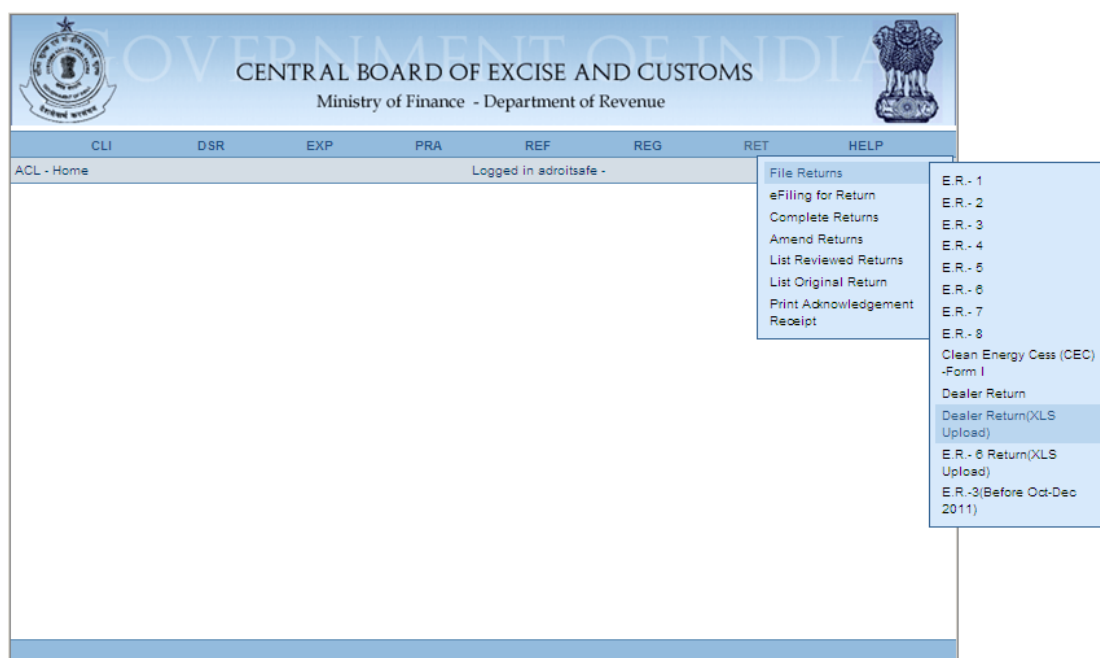 GOVERNMENT OF INDIA
CENTRAL BOARD OF EXCISE AND CUSTOMS
Ministry of Finance - Department of Revenue
CLI DSR EXP PRA REF REG RET HELP
ACL - Home Logged in adroitsafe -
File Returns
eFiling for Return
Complete Returns
Amend Returns
List Reviewed Returns
List Original Return
Print Acknowledgement
Receipt
E.R.- 1
E.R.- 2
E.R.- 3
E.R.- 4
E.R.- 5
E.R.- 6
E.R.- 7
E.R.- 8
Clean Energy Cess (CEC)
-Form I
Dealer Return
Dealer Return(XLS
Upload)
E.R.- 6 Return(XLS
Upload)
E.R.-3(Before Oct-Dec
2011)